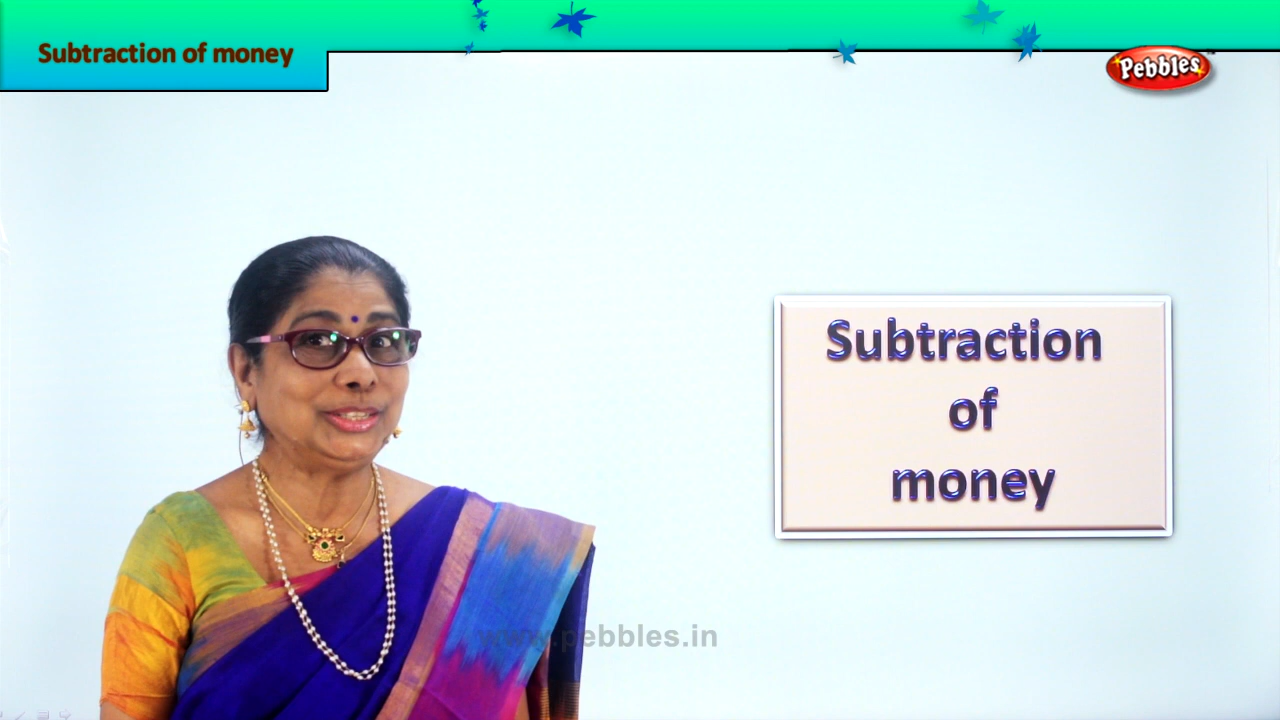 Subtraction of money
Pebbles
Subtraction
of
money
www.pebbles.in